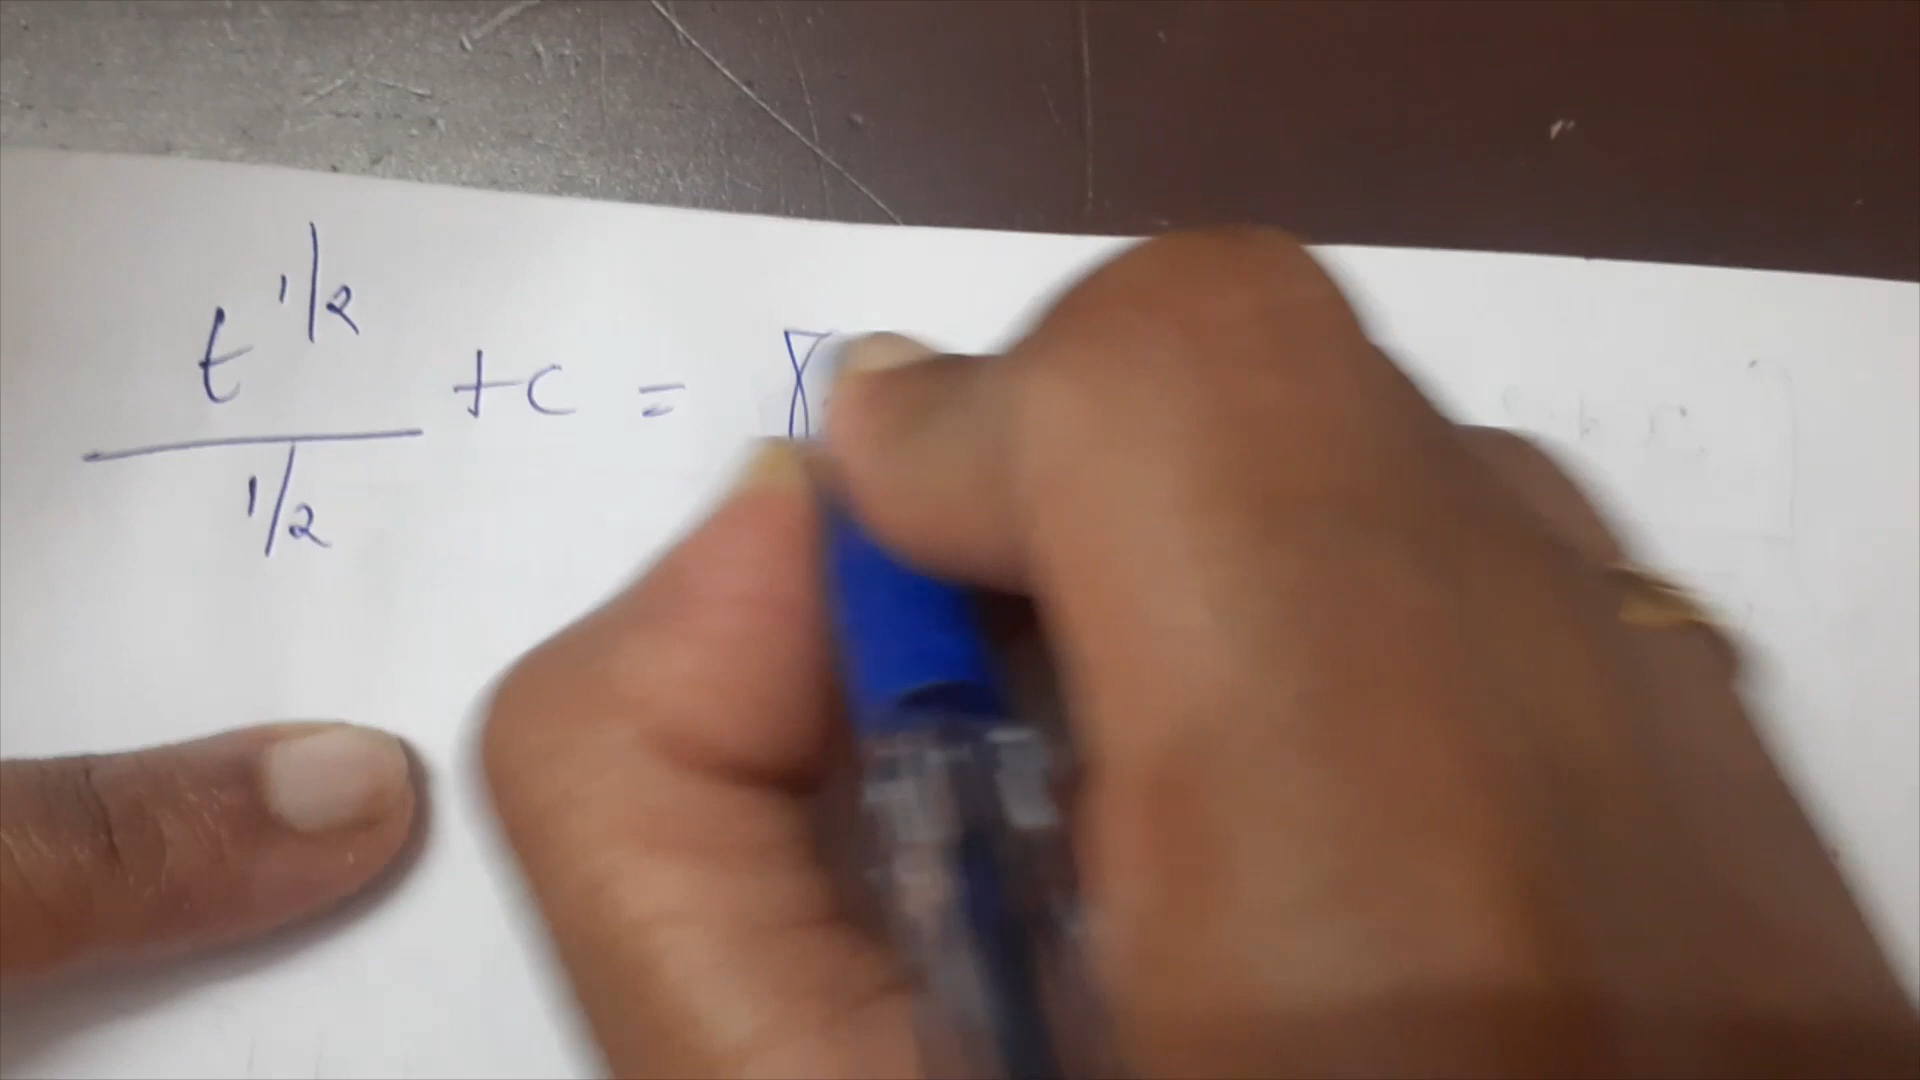 t^1/2 / 1/2 + c =